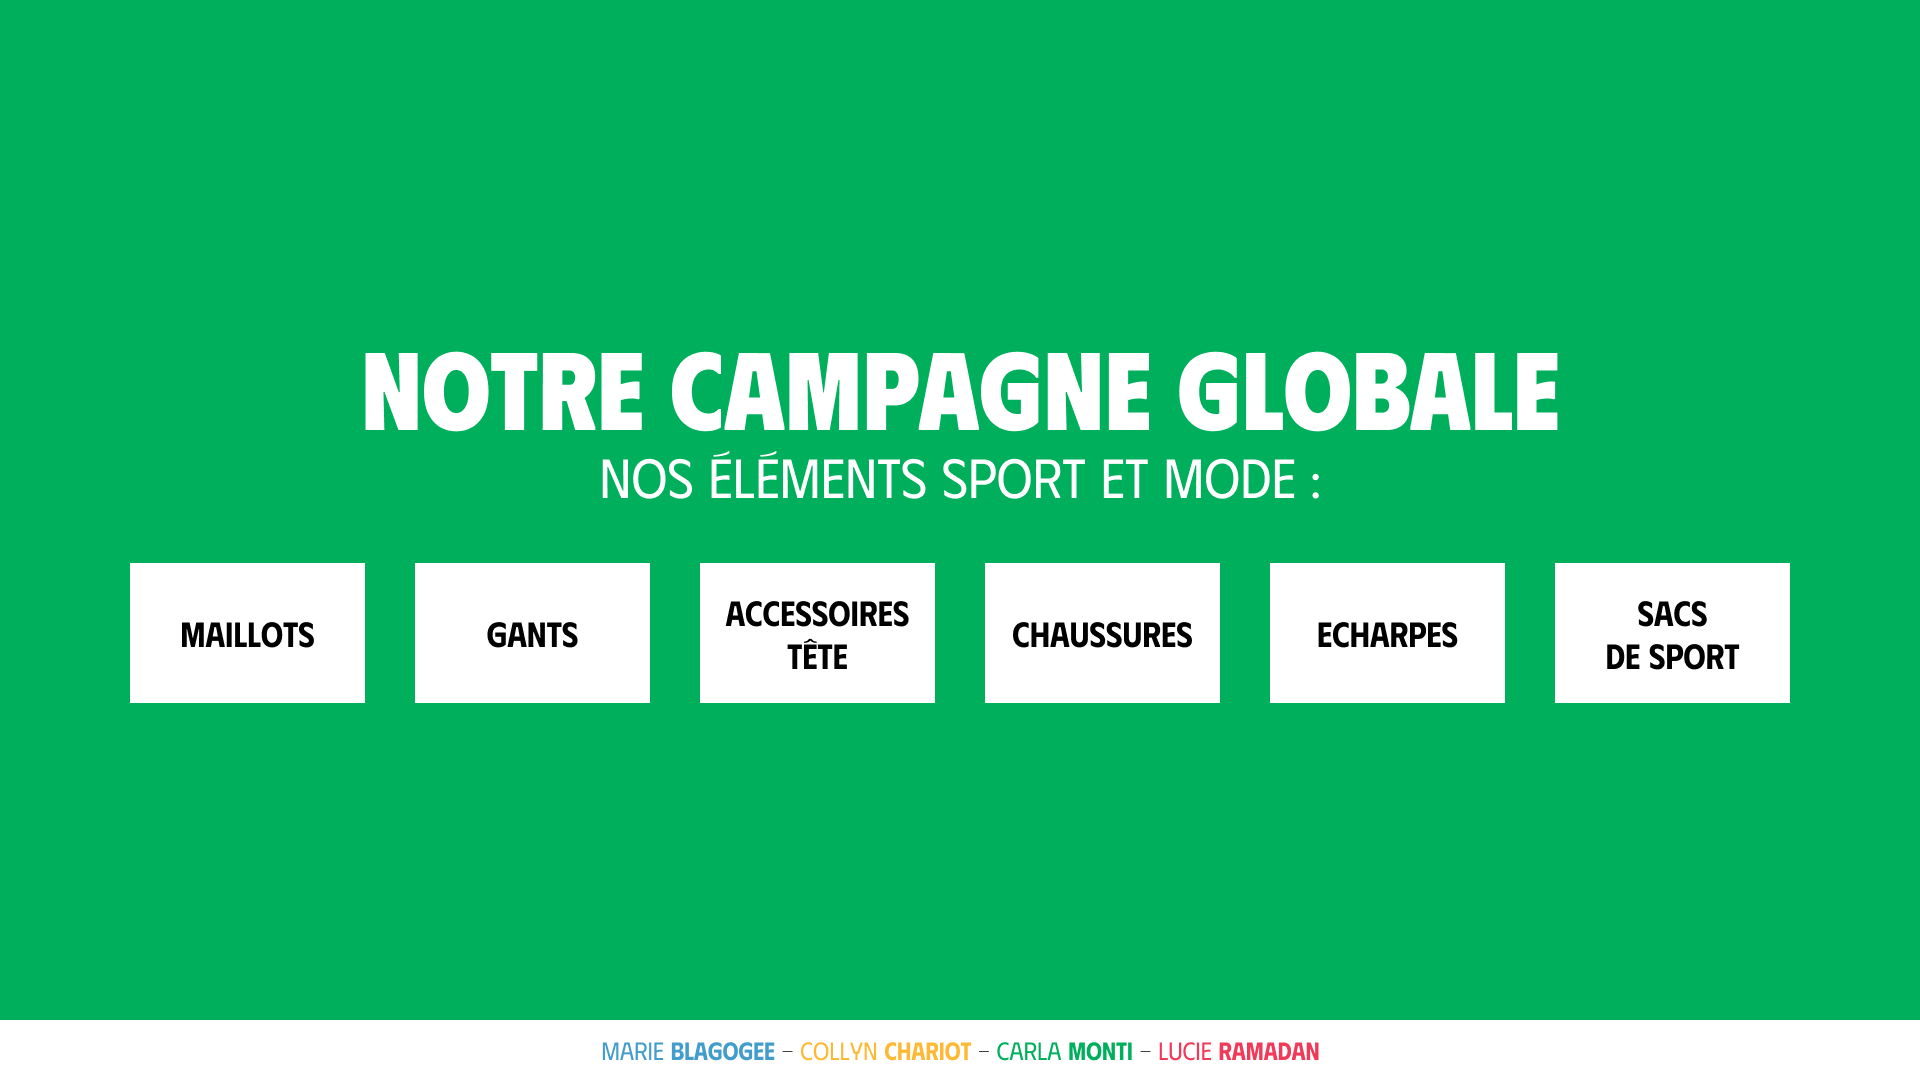 NOTRE CAMPAGNE GLOBALE
NOS ÉLÉMENTS SPORT ET MODE :
MAILLOTS
GANTS
ACCESSOIRES
TÊTE
CHAUSSURES
ECHARPES
SACS
DE SPORT
MARIE BLAGOGEE – COLLYN CHARIOT – CARLA MONTI – LUCIE RAMADAN